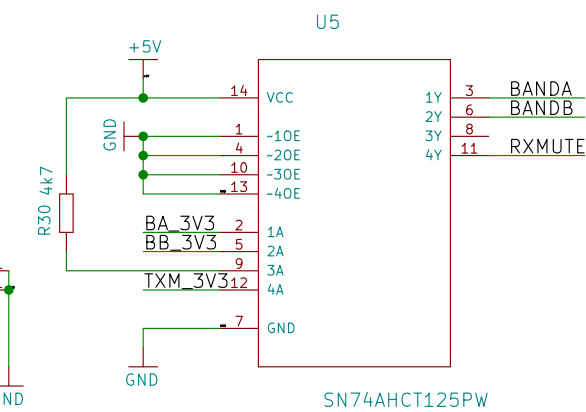 U5
+5V
14 VCC 1Y 3 BANDA
2Y 6 BANDB
GND 1 ~1OE 3Y 8
4 ~2OE 4Y 11 RXMUTE
10 ~3OE
13 ~4OE
R30 4k7
BA_3V3 2 1A
BB_3V3 5 2A
9 3A
TXM_3V3 12 4A
7 GND
GND
ND
SN74AHCT125PW